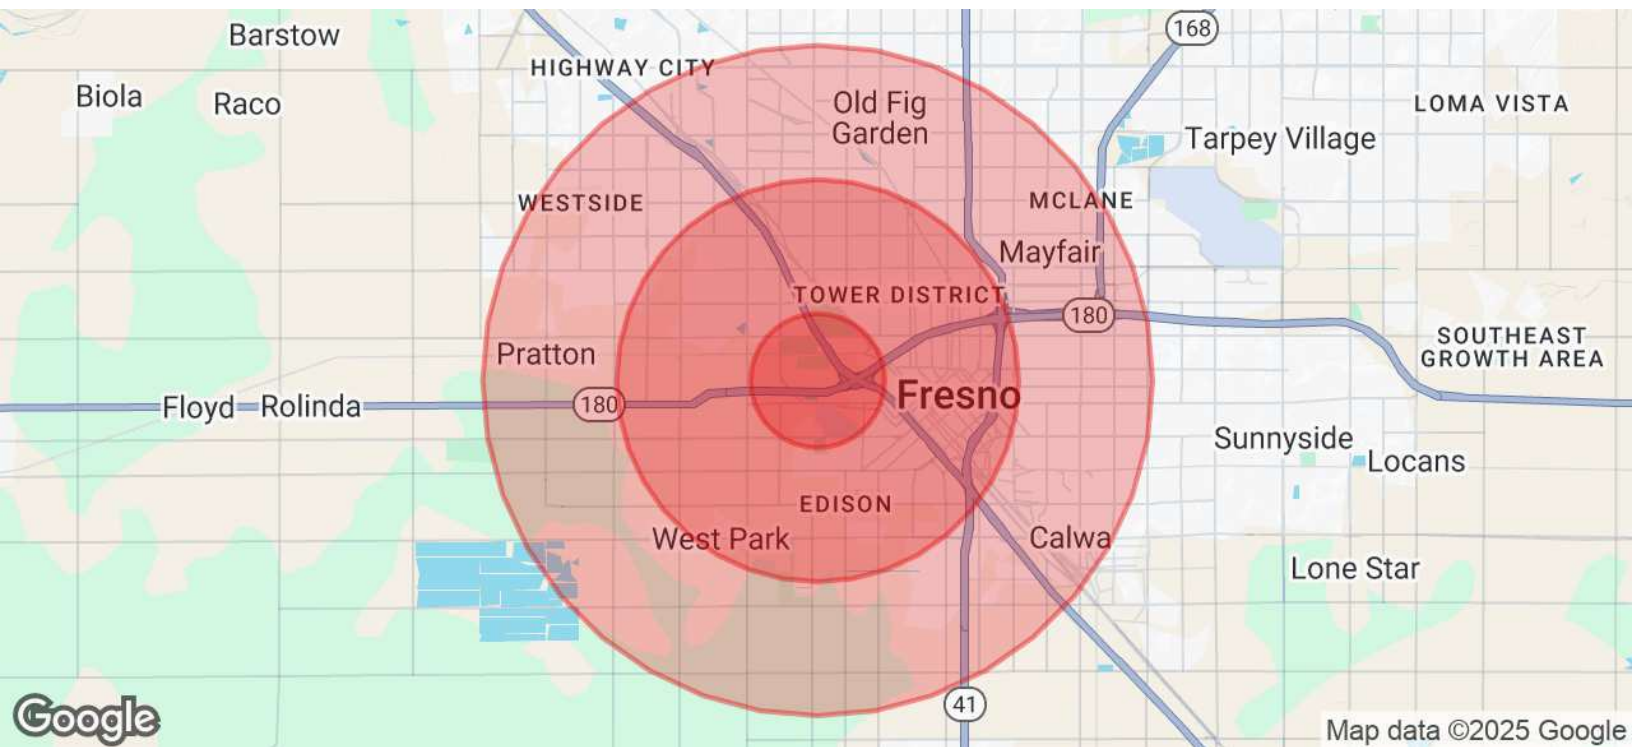 168
Barstow
HIGHWAY CITY
Biola
Raco
Old Fig
Garden
LOMA VISTA
Tarpey Village
WESTSIDE
MCLANE
Mayfair
TOWER DISTRICT
180
Pratton
SOUTHEAST
GROWTH AREA
Floyd
Rolinda
180
Fresno
Sunnyside
Locans
EDISON
West Park
Calwa
Lone Star
41
Google
Map data ©2025 Google